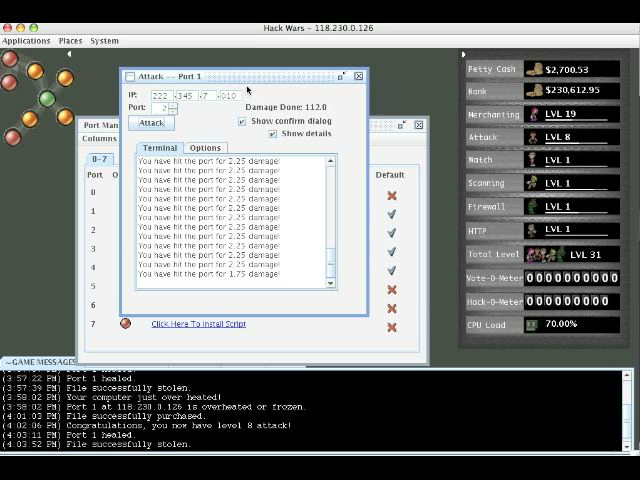 Hack Wars - 118.230.0.126
Applications Places System
Attack -- Port 1
IP: 222 .345 .7 .010
Port: 2
Damage Done: 112.0
Attack
Show confirm dialog
Show details
Terminal Options
You have hit the port for 2.25 damage!
You have hit the port for 2.25 damage!
You have hit the port for 2.25 damage!
You have hit the port for 2.25 damage!
You have hit the port for 2.25 damage!
You have hit the port for 2.25 damage!
You have hit the port for 2.25 damage!
You have hit the port for 2.25 damage!
You have hit the port for 2.25 damage!
You have hit the port for 2.25 damage!
You have hit the port for 2.25 damage!
You have hit the port for 2.25 damage!
You have hit the port for 1.75 damage!
Port Man
Columns
0-7
Port O Default
0
1
2
3
4
5
6
7 Click Here To Install Script
Petty Cash $2,700.53
Bank $230,612.95
Merchanting LVL 19
Attack LVL 8
Watch LVL 1
Scanning LVL 1
Firewall LVL 1
HTTP LVL 1
Total Level LVL 31
Vote-O-Meter 0000000000
Hack-O-Meter 000000000
CPU Load 70.00%
~GAME MESSAGES
(3:57:22 PM) Port 1 healed.
(3:57:39 PM) File successfully stolen.
(3:58:02 PM) Your computer just over heated!
(3:58:02 PM) Port 1 at 118.230.0.126 is overheated or frozen.
(4:01:03 PM) File successfully purchased.
(4:02:06 PM) Congratulations, you now have level 8 attack!
(4:03:11 PM) Port 1 healed.
(4:03:52 PM) File successfully stolen.